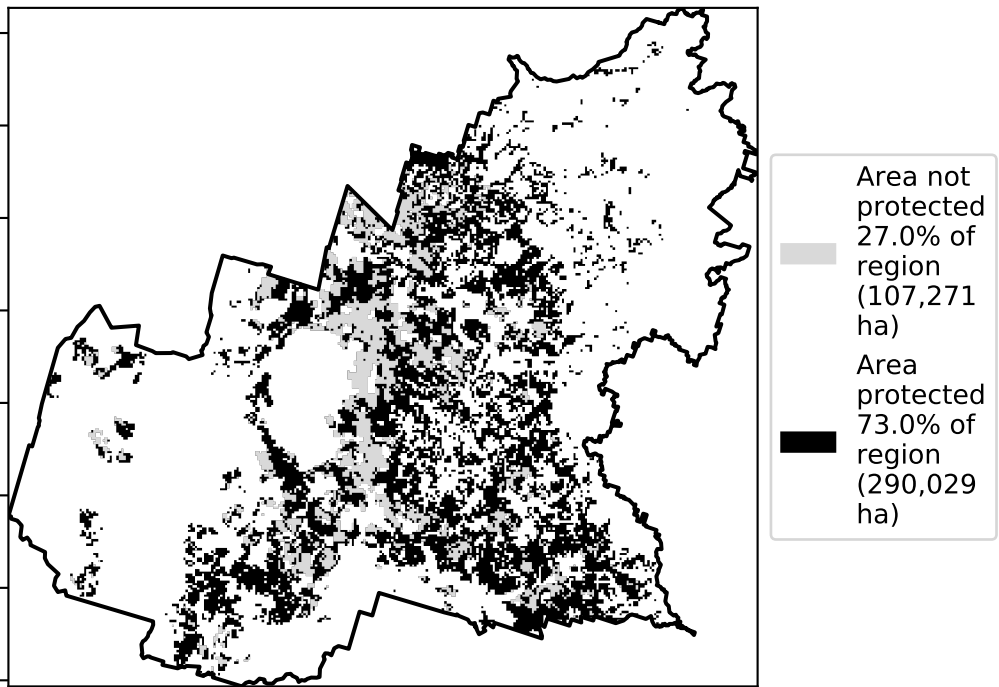 Area not
protected
27.0% of
region
(107,271
ha)
Area
protected
73.0% of
region
(290,029
ha)